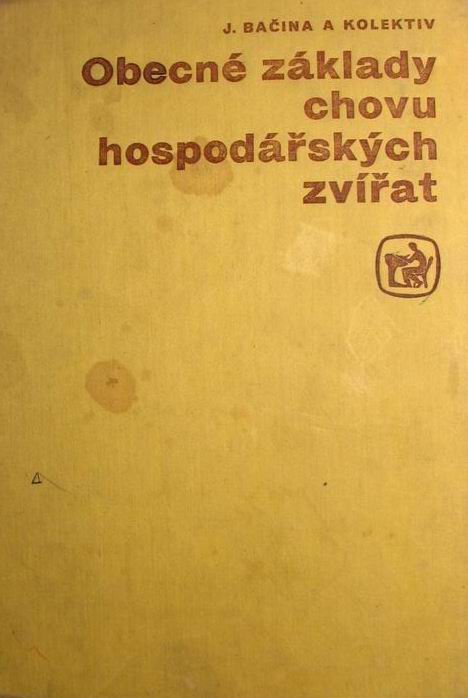 J. BAČINA A KOLEKTIV
Obecné základy
chovu
hospodářských
zvířat